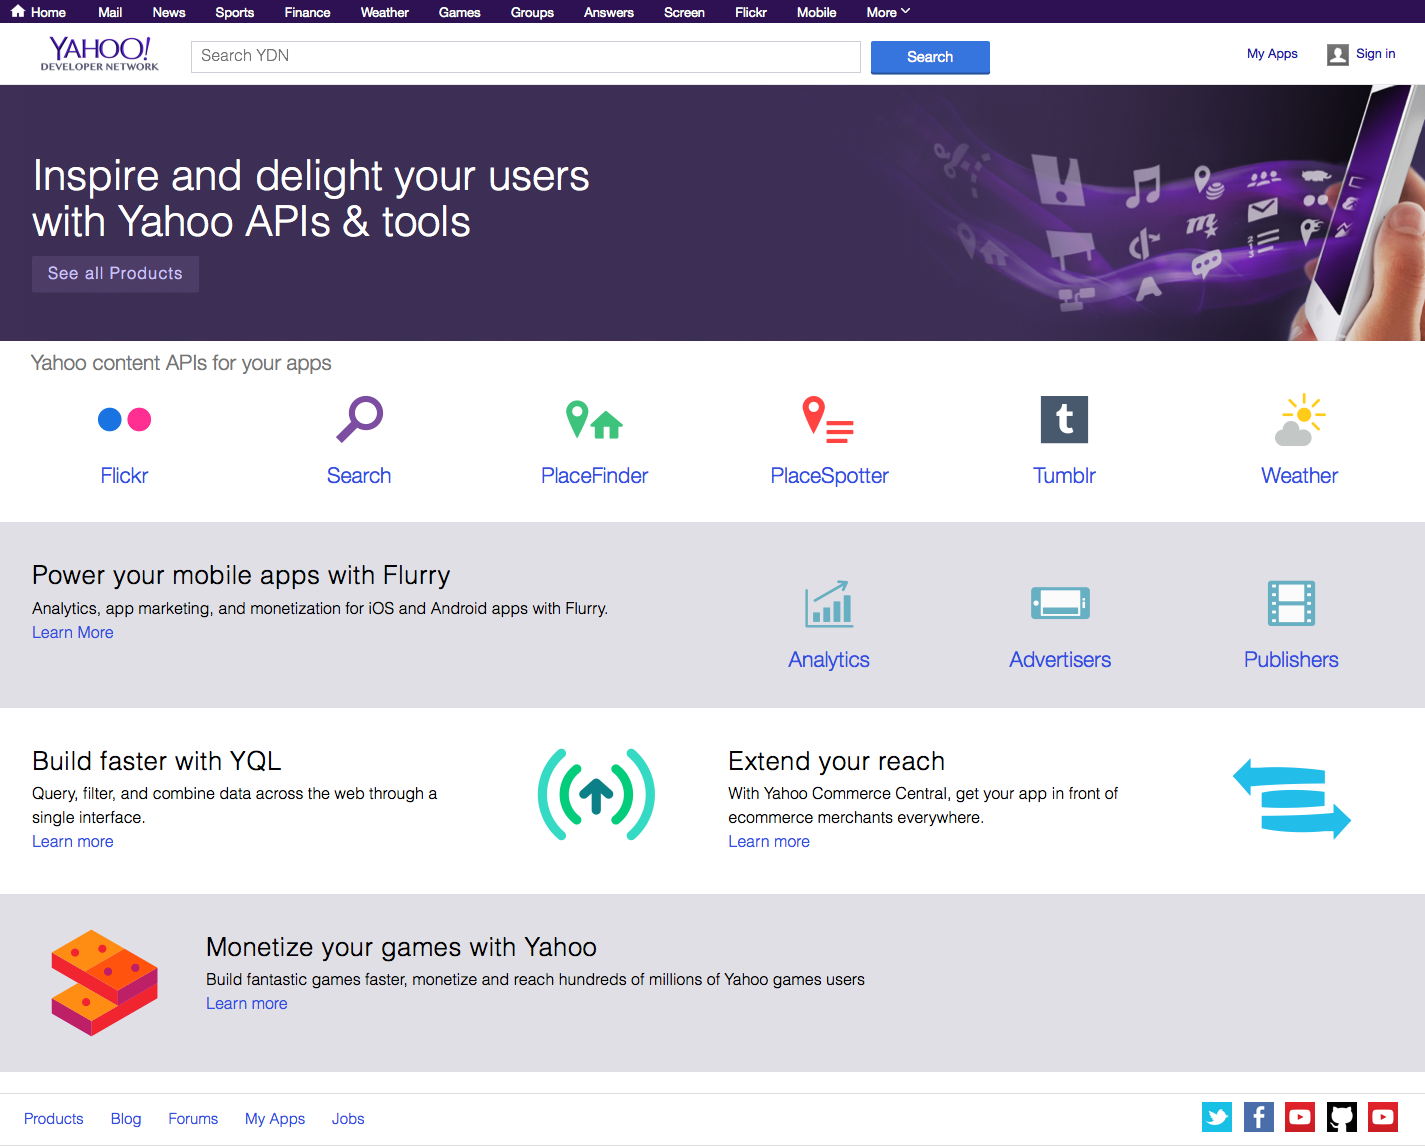 Home Mail News Sports Finance Weather Games Groups Answers Screen Flickr Mobile More
YAHOO!
DEVELOPER NETWORK
Search YDN
Search
My Apps
Sign in
Inspire and delight your users
with Yahoo APIs & tools
See all Products
Yahoo content APIs for your apps
Flickr Search PlaceFinder PlaceSpotter Tumblr Weather
Power your mobile apps with Flurry
Analytics, app marketing, and monetization for iOS and Android apps with Flurry.
Learn More
Analytics Advertisers Publishers
Build faster with YQL
Query, filter, and combine data across the web through a
single interface.
Learn more
Extend your reach
With Yahoo Commerce Central, get your app in front of
ecommerce merchants everywhere.
Learn more
Monetize your games with Yahoo
Build fantastic games faster, monetize and reach hundreds of millions of Yahoo games users
Learn more
Products Blog Forums My Apps Jobs